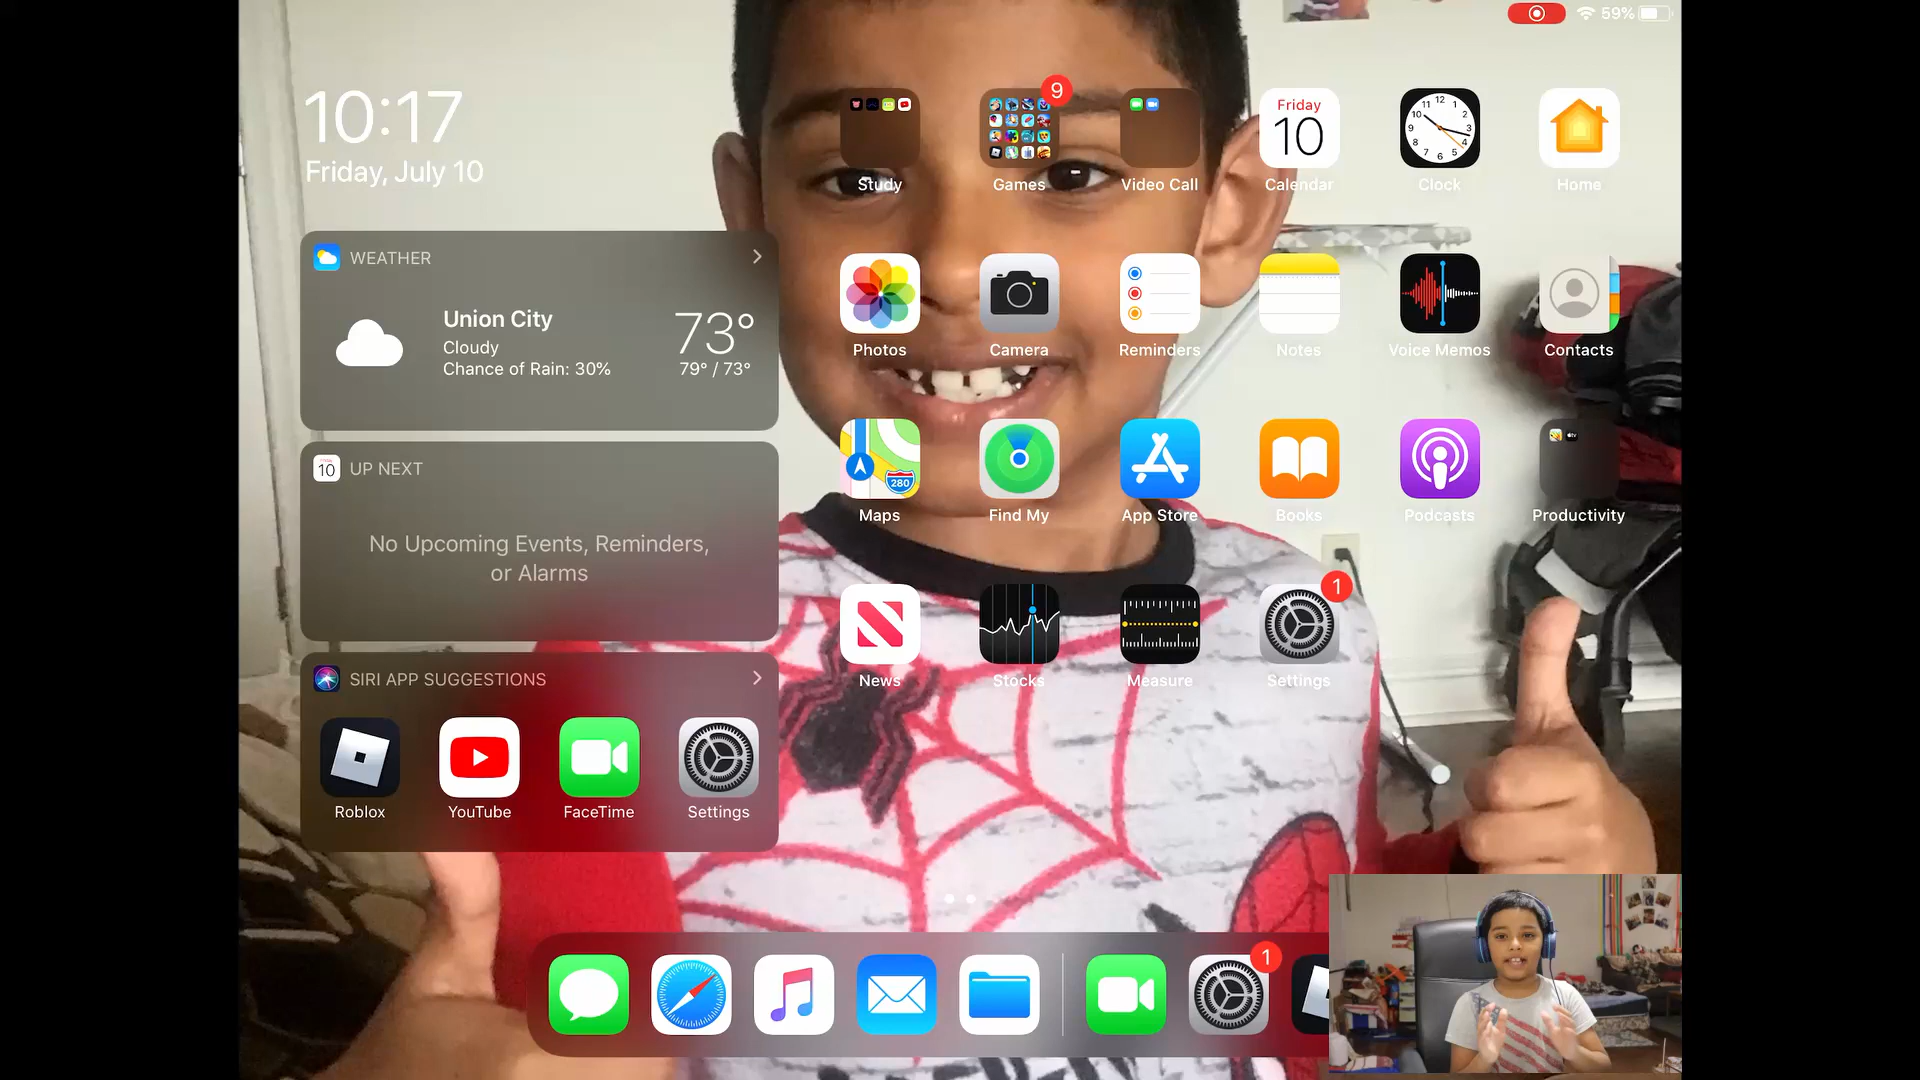 59%
10:17
Friday, July 10
WEATHER
Union City
Cloudy
Chance of Rain: 30%
73°
79° / 73°
10
UP NEXT
No Upcoming Events, Reminders,
or Alarms
SIRI APP SUGGESTIONS
Roblox
YouTube
FaceTime
Settings
9
Friday
10
Study
Games
Video Call
Calendar
Clock
Home
Photos
Camera
Reminders
Notes
Voice Memos
Contacts
280
Maps
Find My
App Store
Books
Podcasts
Productivity
1
News
Stocks
Measure
Settings
1